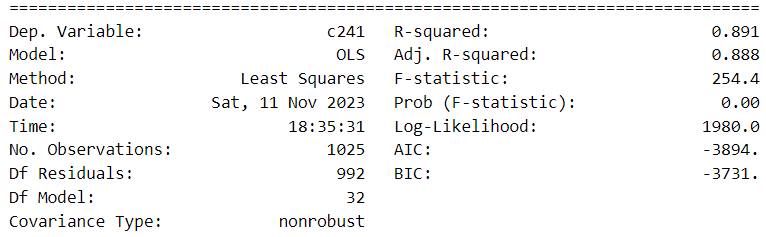 ==============================================================================
Dep. Variable:                   c241   R-squared:                       0.891
Model:                            OLS   Adj. R-squared:                  0.888
Method:                 Least Squares   F-statistic:                     254.4
Date:                Sat, 11 Nov 2023   Prob (F-statistic):               0.00
Time:                        18:35:31   Log-Likelihood:                 1980.0
No. Observations:                1025   AIC:                            -3894.
Df Residuals:                     992   BIC:                            -3731.
Df Model:                          32
Covariance Type:            nonrobust